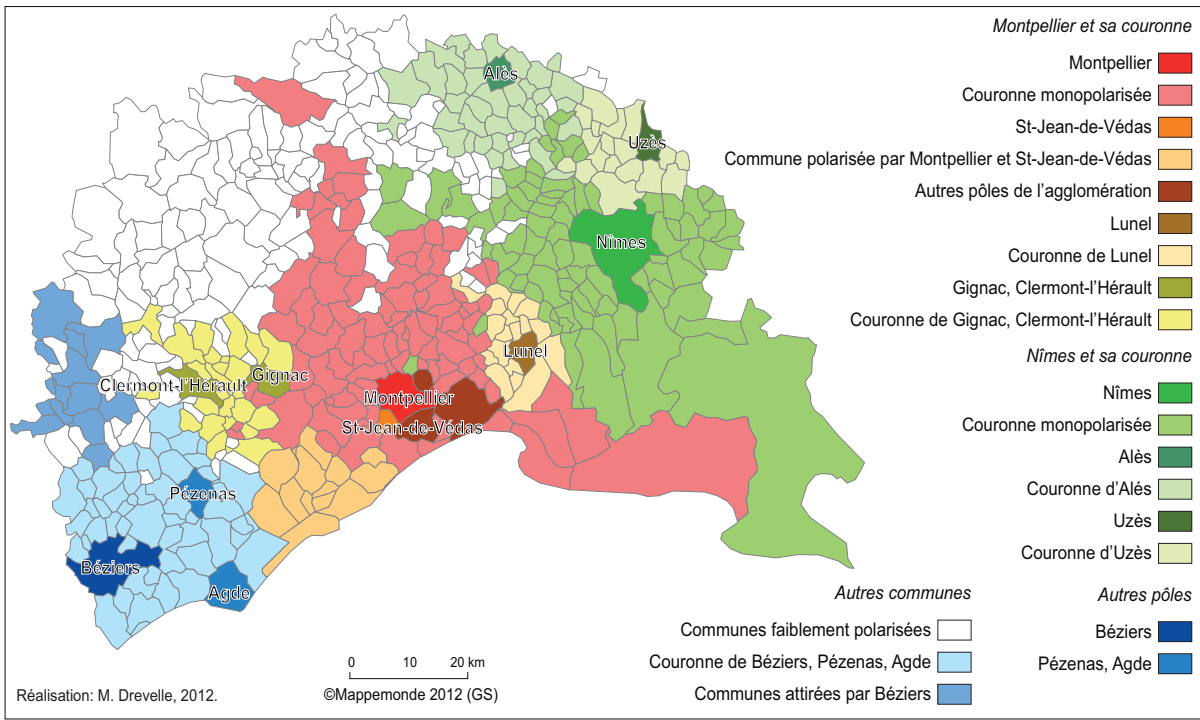 Alès
Uzès
Nîmes
Lunel
Clermont-l'Hérault
Gignac
Montpellier
St-Jean-de-Védas
Pézenas
Béziers
Agde
Montpellier et sa couronne
Montpellier
Couronne monopolarisée
St-Jean-de-Védas
Commune polarisée par Montpellier et St-Jean-de-Védas
Autres pôles de l'agglomération
Lunel
Couronne de Lunel
Gignac, Clermont-l'Hérault
Couronne de Gignac, Clermont-l'Hérault
Nîmes et sa couronne
Nîmes
Couronne monopolarisée
Alès
Couronne d'Alés
Uzès
Couronne d'Uzès
Autres communes
Communes faiblement polarisées
Couronne de Béziers, Pézenas, Agde
Communes attirées par Béziers
Autres pôles
Béziers
Pézenas, Agde
0 10 20 km
Réalisation: M. Drevelle, 2012.
©Mappemonde 2012 (GS)